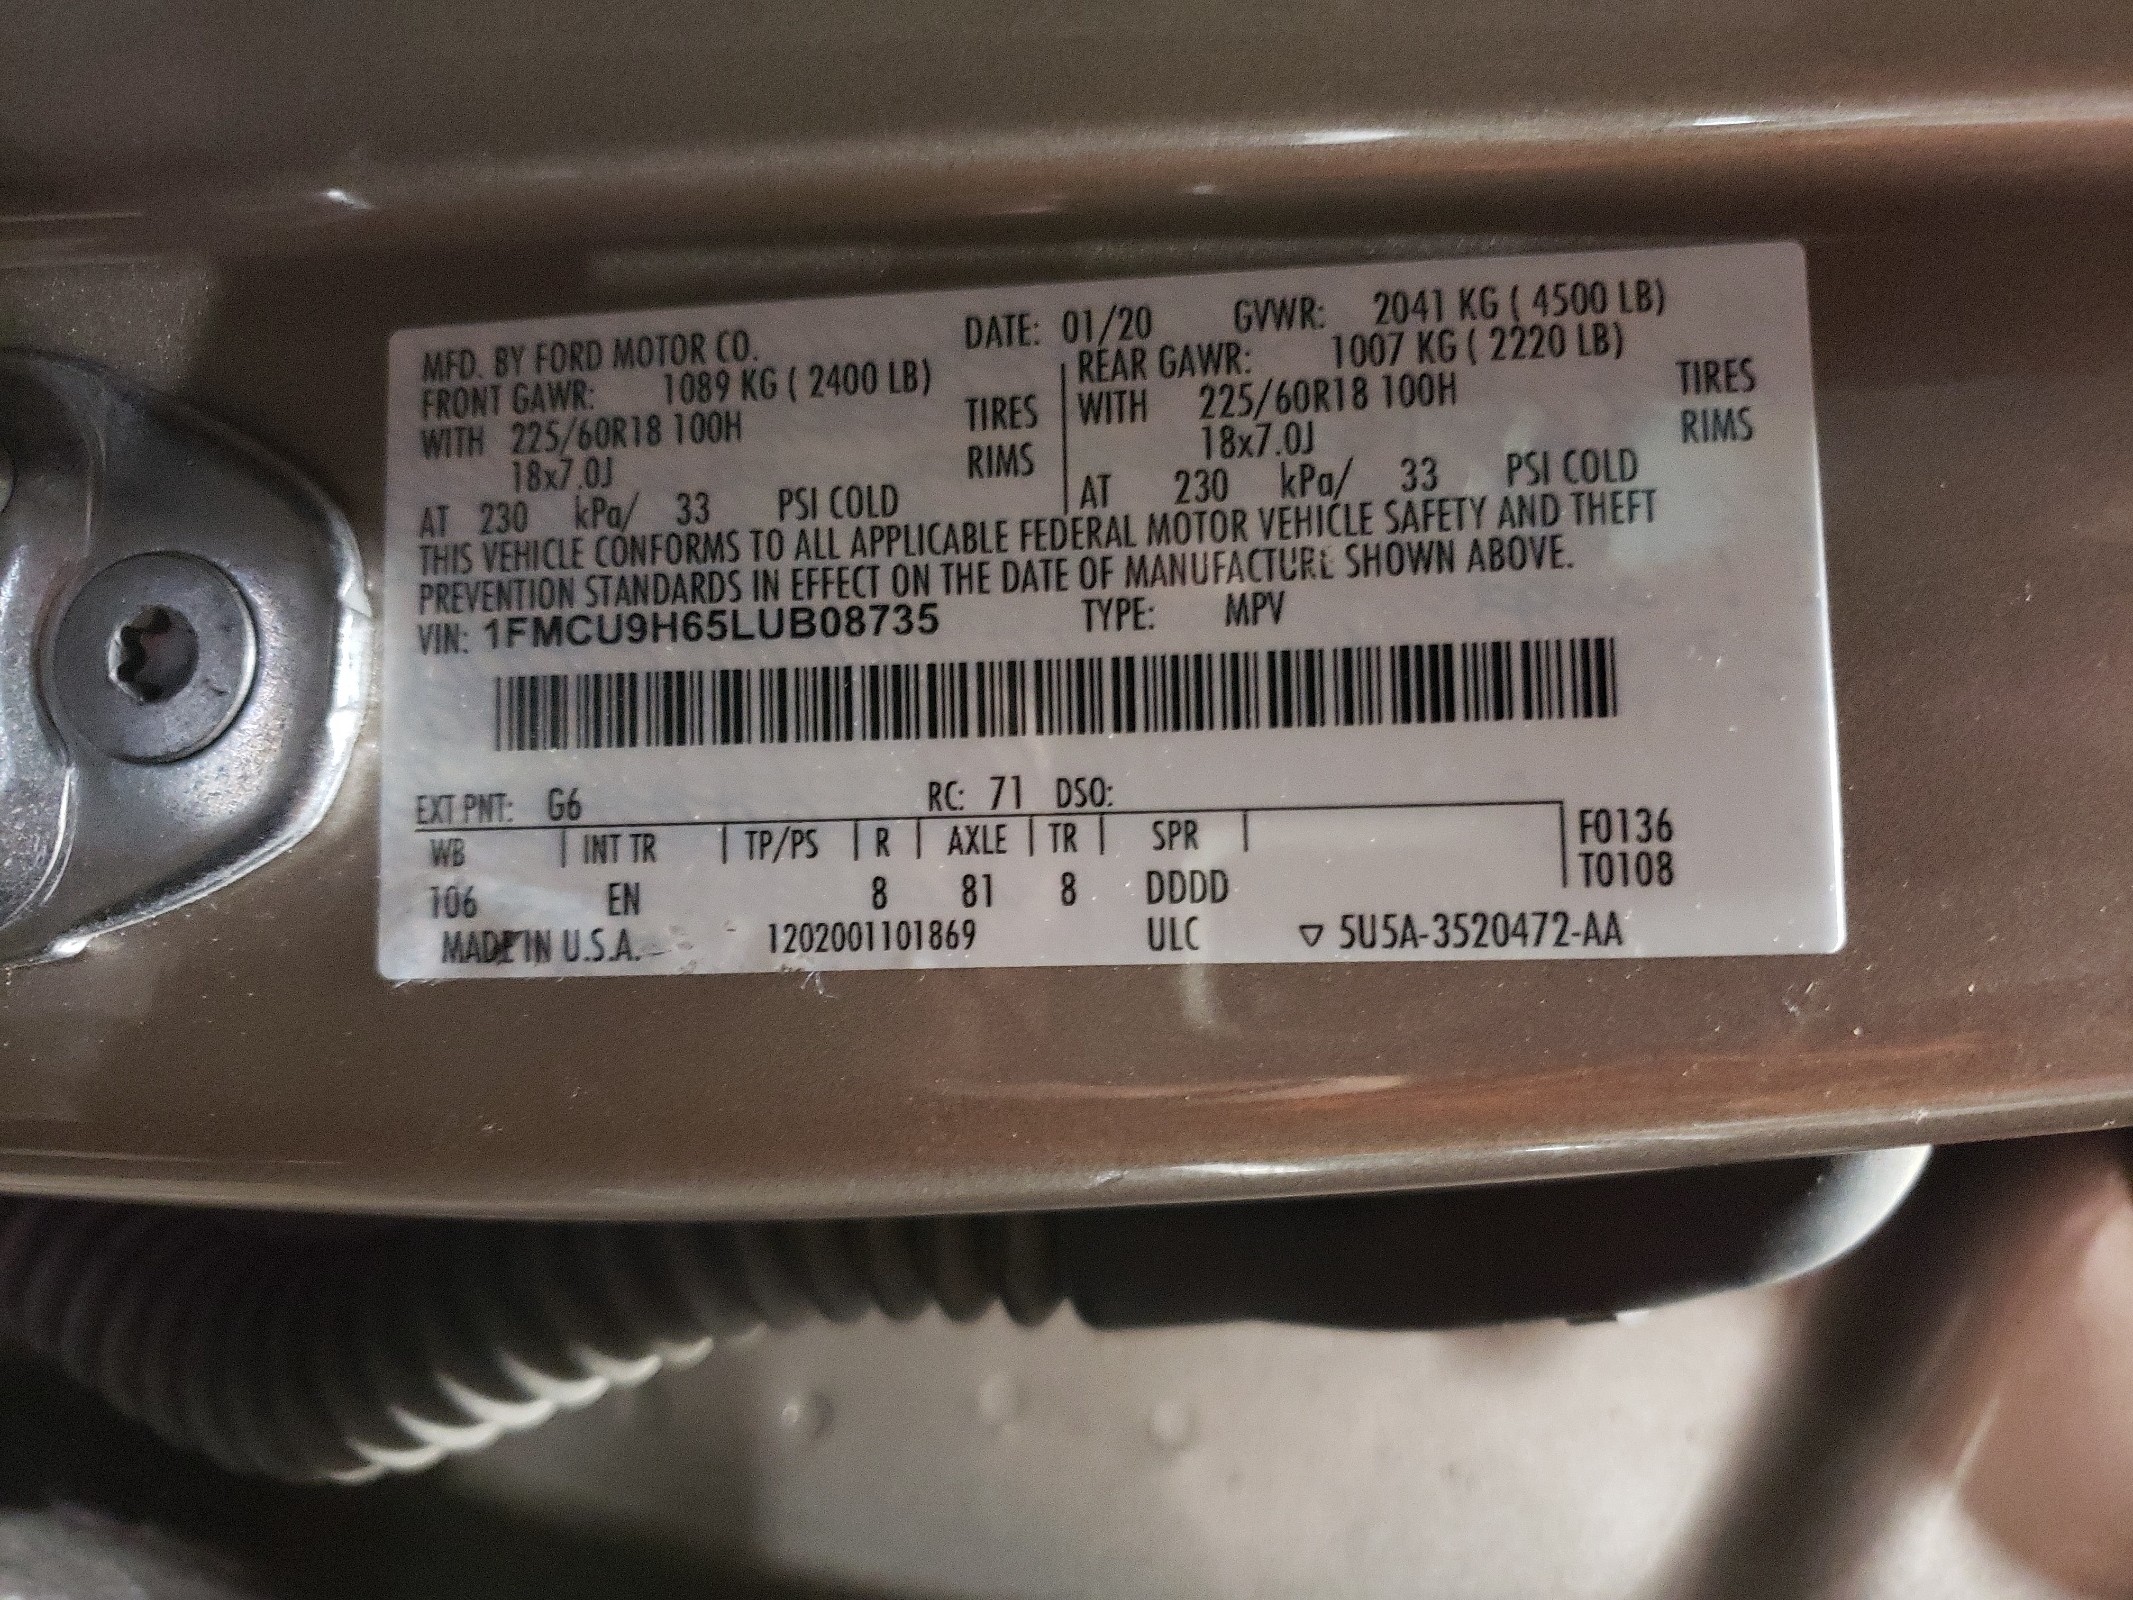 MFD. BY FORD MOTOR CO. DATE: 01/20 GVWR: 2041 KG ( 4500 LB)
FRONT GAWR: 1089 KG ( 2400 LB) REAR GAWR: 1007 KG ( 2220 LB)
WITH 225/60R18 100H TIRES WITH 225/60R18 100H TIRES
18x7.0J RIMS 18x7.0J RIMS
AT 230 kPa/ 33 PSI COLD AT 230 kPa/ 33 PSI COLD
THIS VEHICLE CONFORMS TO ALL APPLICABLE FEDERAL MOTOR VEHICLE SAFETY AND THEFT
PREVENTION STANDARDS IN EFFECT ON THE DATE OF MANUFACTURE SHOWN ABOVE.
VIN: 1FMCU9H65LUB08735 TYPE: MPV
EXT PNT: G6 RC: 71 DSO:
WB INT TR TP/PS R AXLE TR SPR F0136
T0108
106 EN 8 81 8 DDDD
MADE IN U.S.A. 1202001101869 ULC ▽ 5U5A-3520472-AA